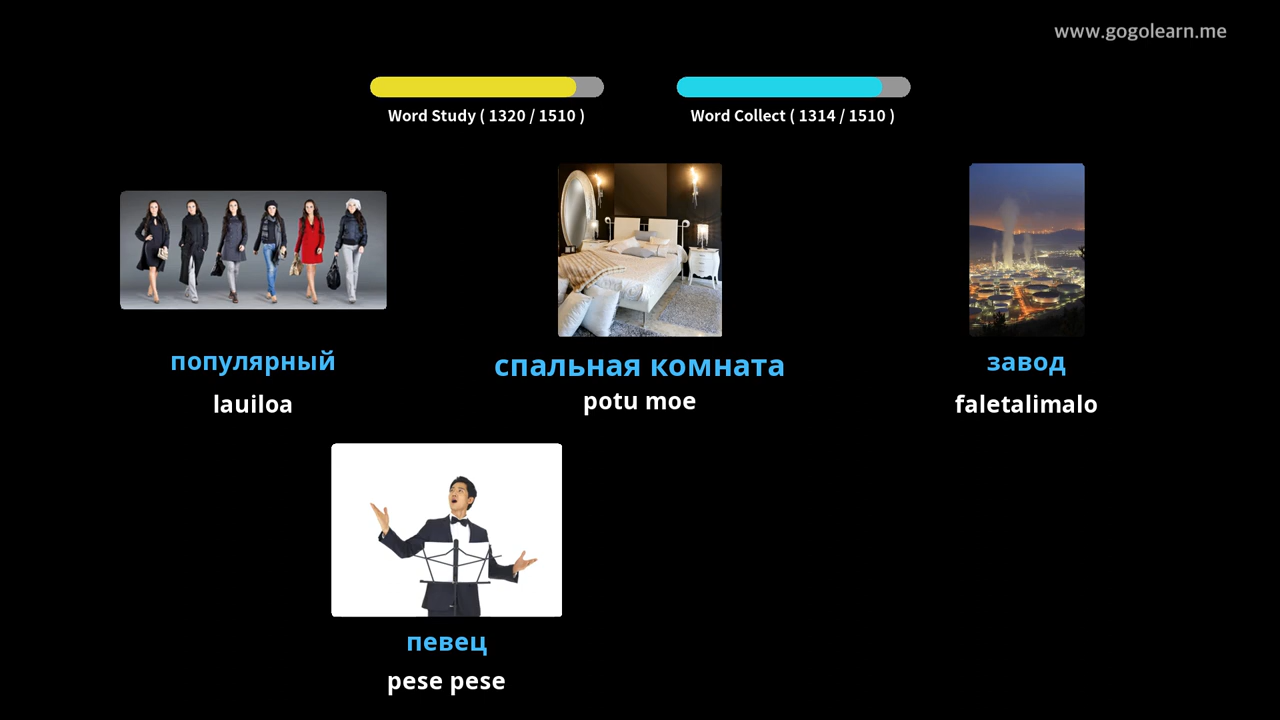 www.gogolearn.me
Word Study ( 1320 / 1510 )
Word Collect ( 1314 / 1510 )
популярный
lauiloa
спальная комната
potu moe
завод
faletalimalo
певец
pese pese